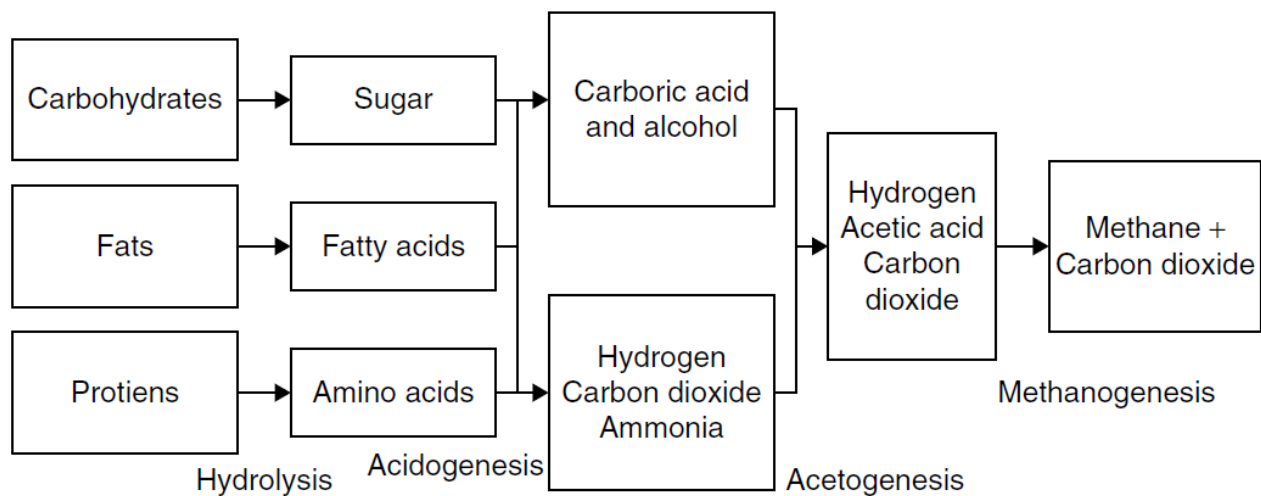 Carbohydrates
Sugar
Carboric acid
and alcohol
Fats
Fatty acids
Hydrogen
Acetic acid
Carbon
dioxide
Methane +
Carbon dioxide
Protiens
Amino acids
Hydrogen
Carbon dioxide
Ammonia
Hydrolysis
Acidogenesis
Acetogenesis
Methanogenesis